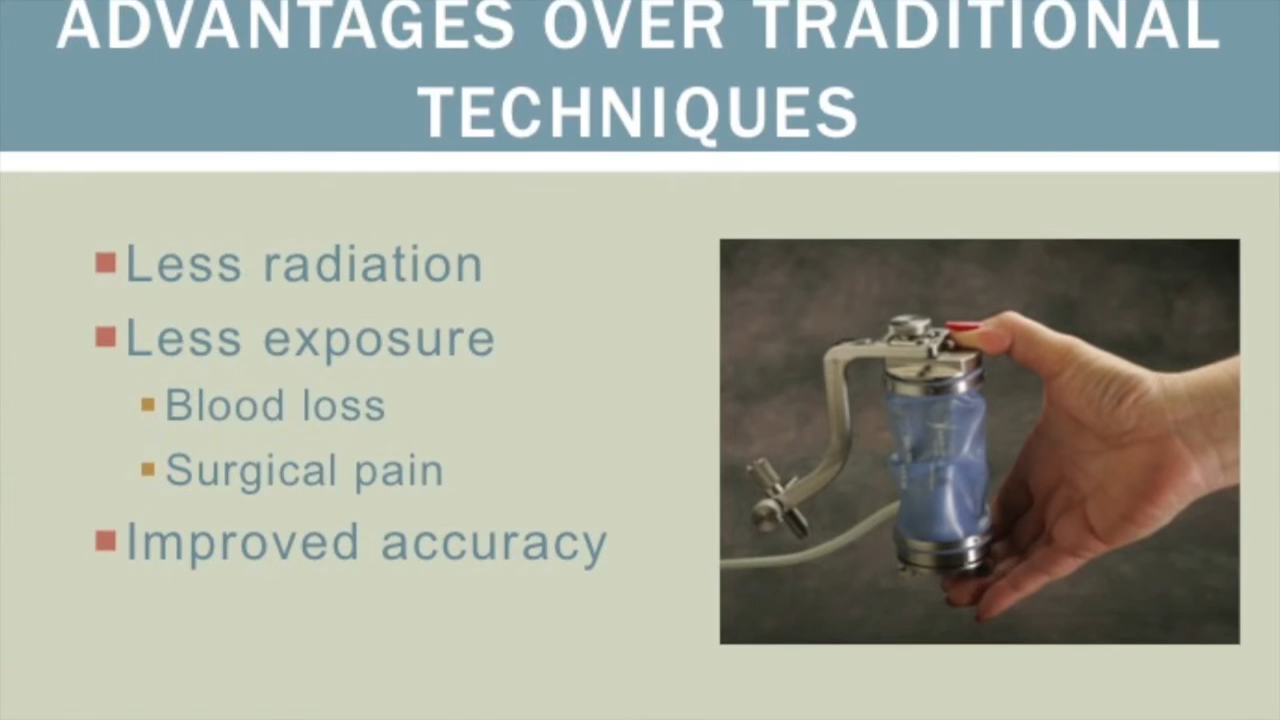 ADVANTAGES OVER TRADITIONAL
TECHNIQUES
Less radiation
Less exposure
Blood loss
Surgical pain
Improved accuracy